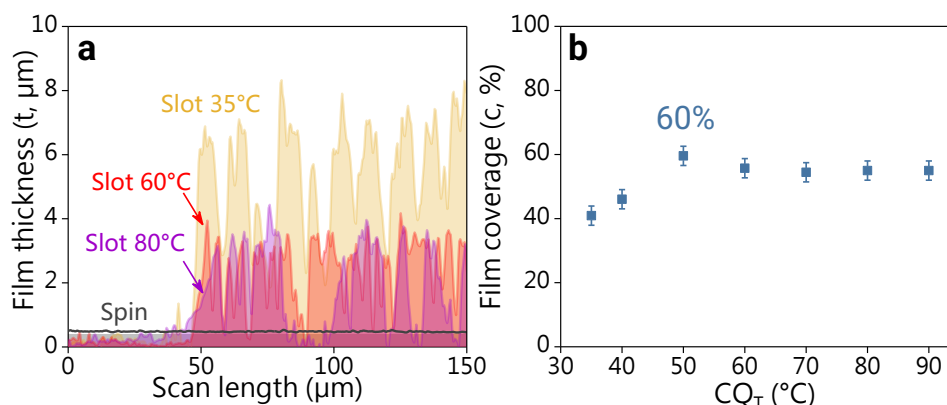 a
Film thickness (t, μm)
10
8
6
4
2
0
Slot 35°C
Slot 60°C
Slot 80°C
Spin
0
50
100
150
Scan length (μm)
b
Film coverage (c, %)
100
80
60
40
20
0
60%
30
40
50
60
70
80
90
CQT (°C)